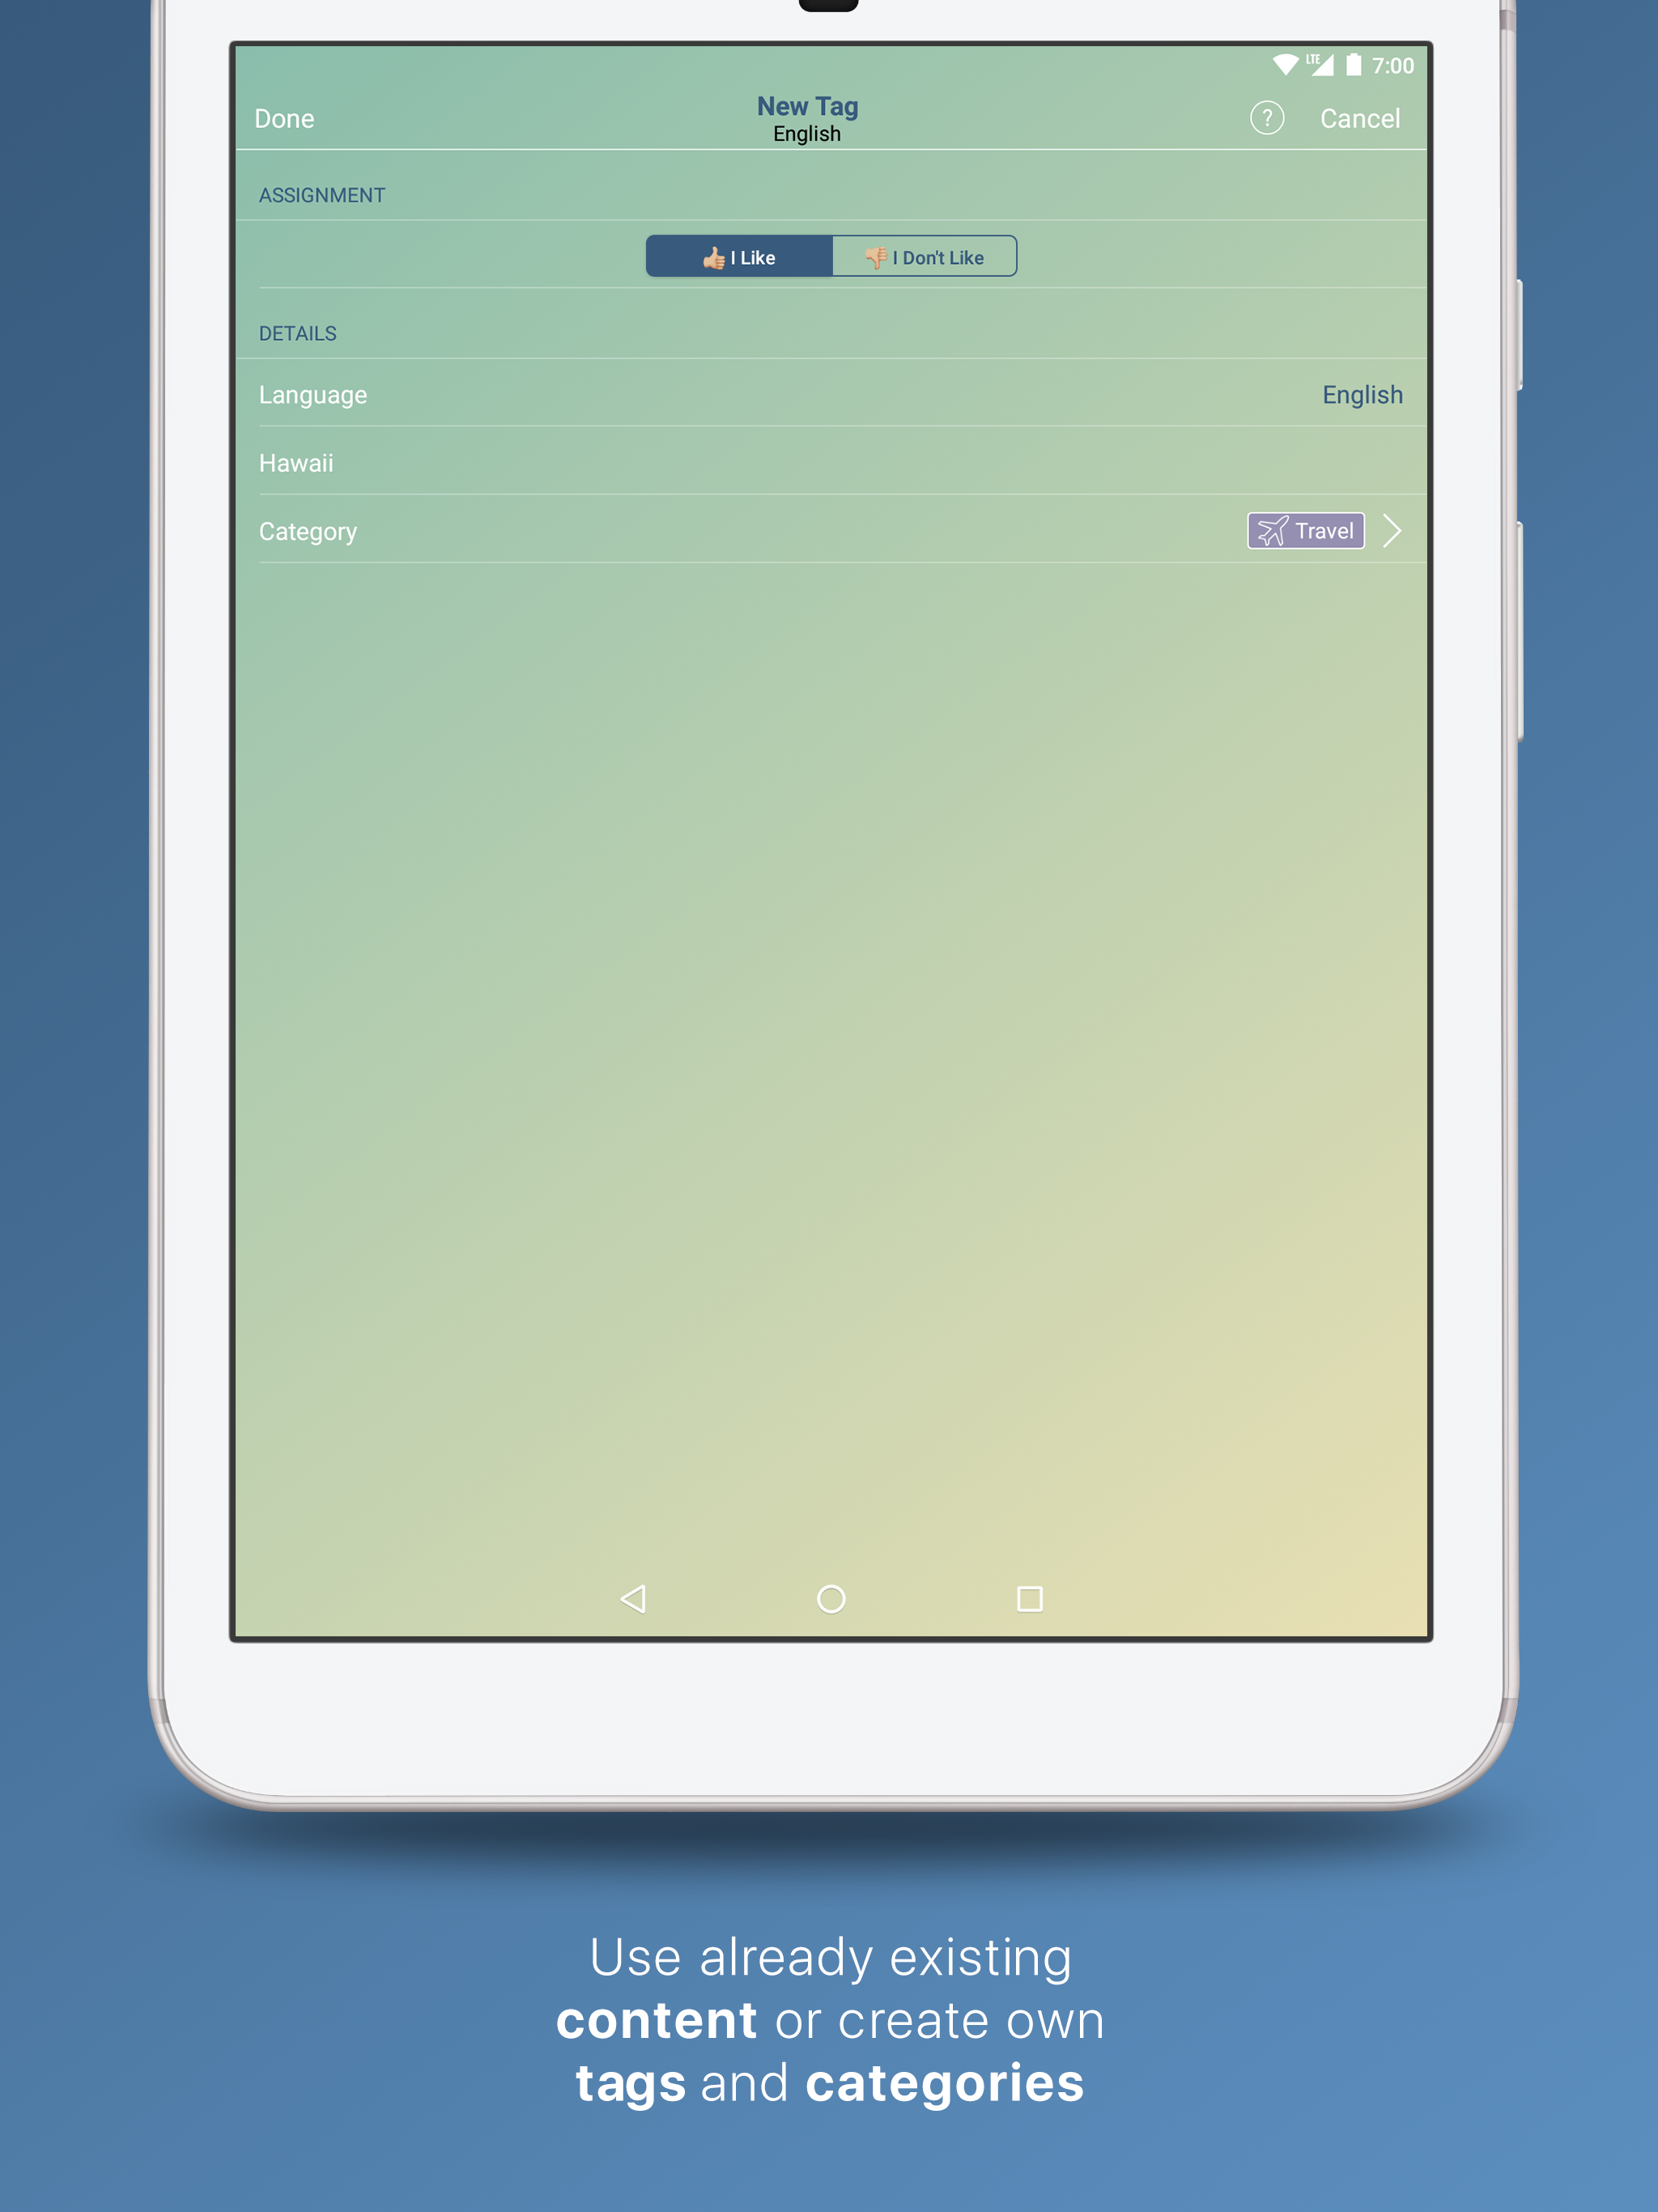 LTE 7:00
Done
New Tag
English
? Cancel
ASSIGNMENT
👍🏼 I Like
👎🏼 I Don't Like
DETAILS
Language English
Hawaii
Category Travel
Use already existing
content or create own
tags and categories